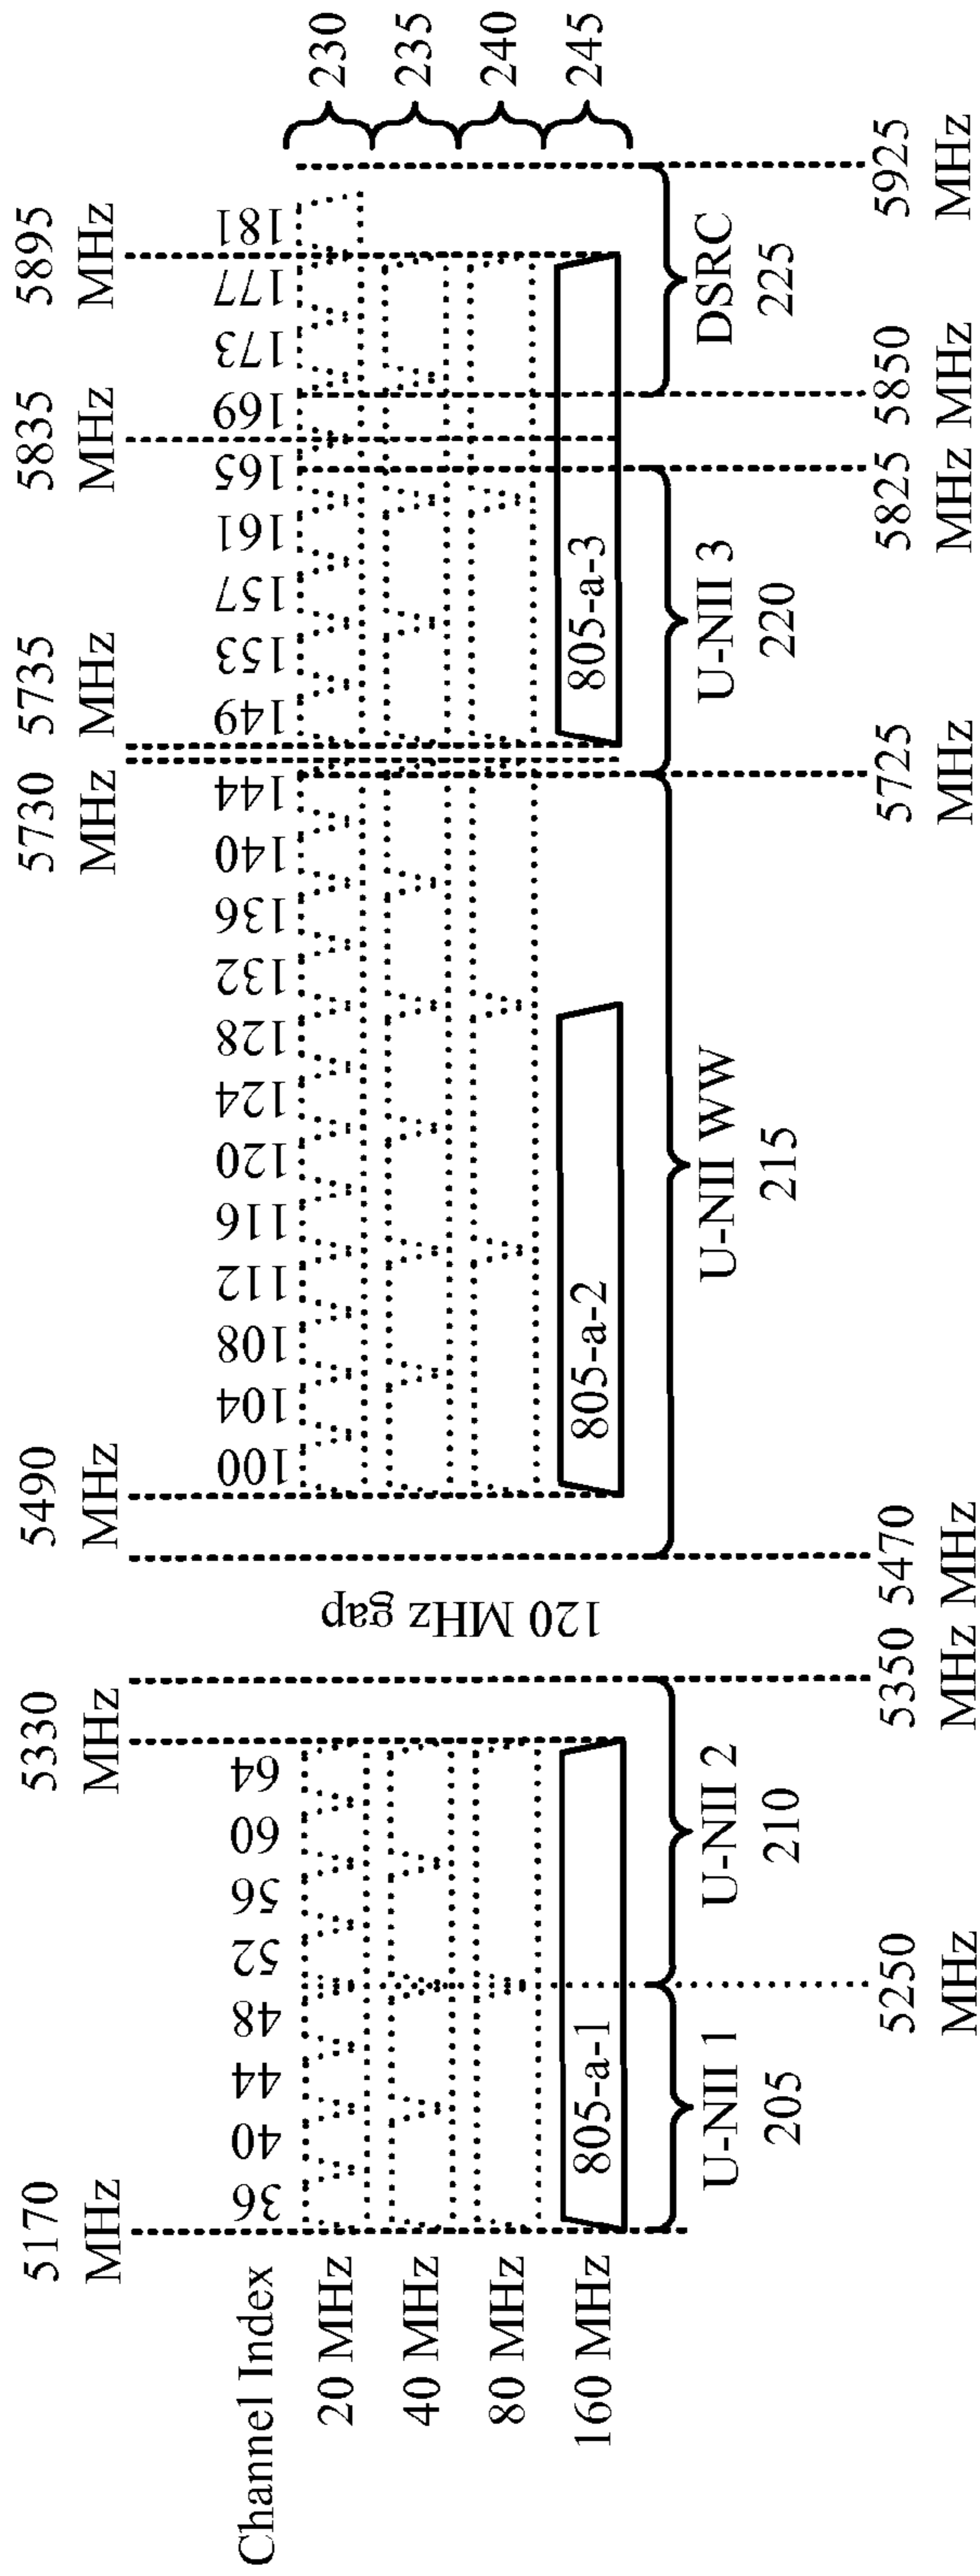 5170
MHz
5330
MHz
5490
MHz
5730
MHz
5735
MHz
5835
MHz
5895
MHz
Channel Index
36 40 44 48 52 56 60 64
100 104 108 112 116 120 124 128 132 136 140 144
149 153 157 161 165 169 173 177 181
20 MHz
230
40 MHz
235
80 MHz
240
160 MHz
805-a-1
805-a-2
805-a-3
245
120 MHz gap
U-NII 1
205
U-NII 2
210
U-NII WW
215
U-NII 3
220
DSRC
225
5250
MHz
5350
MHz
5470
MHz
5725
MHz
5825
MHz
5850
MHz
5925
MHz